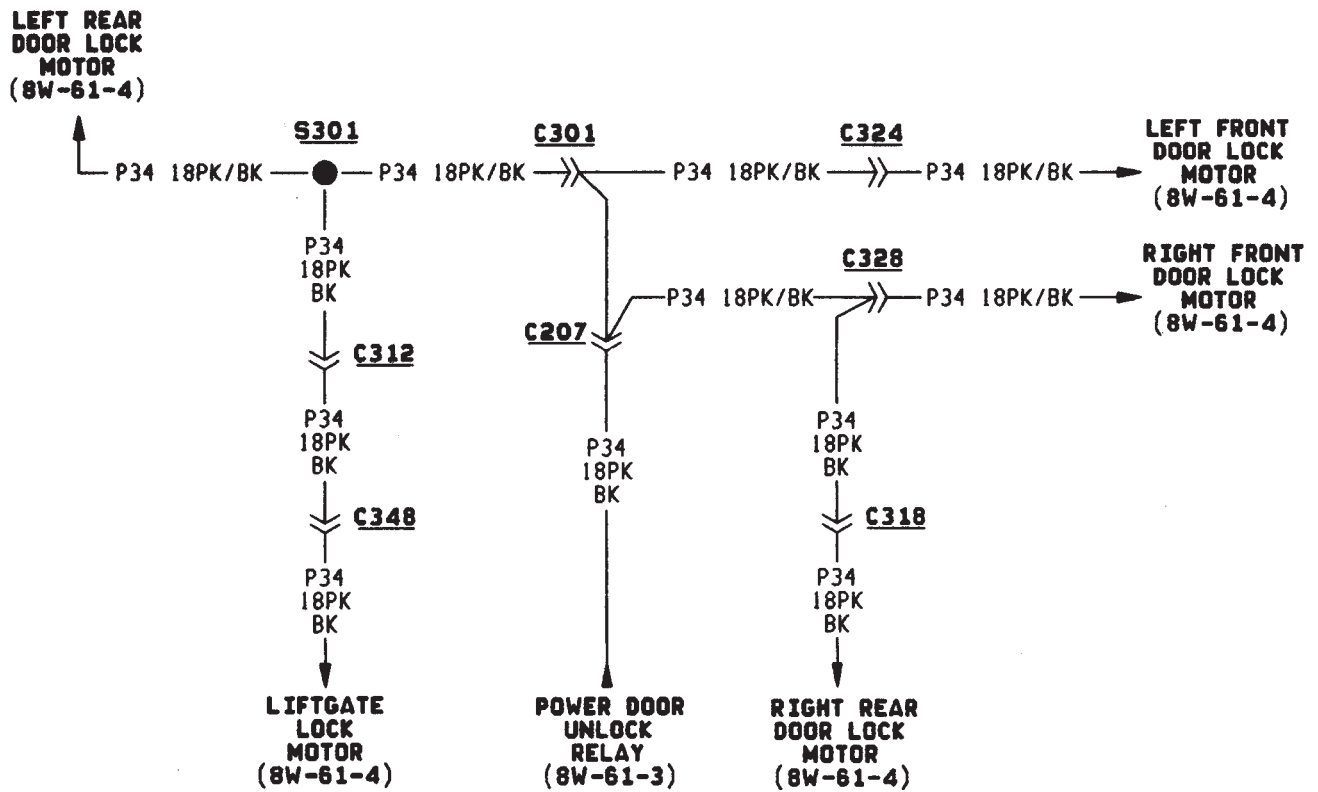 LEFT REAR
DOOR LOCK
MOTOR
(8W-61-4)
S301
C301
C324
LEFT FRONT
DOOR LOCK
MOTOR
(8W-61-4)
P34 18PK/BK
P34 18PK/BK
P34 18PK/BK
P34 18PK/BK
P34
18PK
BK
C328
RIGHT FRONT
DOOR LOCK
MOTOR
(8W-61-4)
P34 18PK/BK
P34 18PK/BK
C207
C312
P34
18PK
BK
P34
18PK
BK
P34
18PK
BK
C348
C318
P34
18PK
BK
P34
18PK
BK
LIFTGATE
LOCK
MOTOR
(8W-61-4)
POWER DOOR
UNLOCK
RELAY
(8W-61-3)
RIGHT REAR
DOOR LOCK
MOTOR
(8W-61-4)